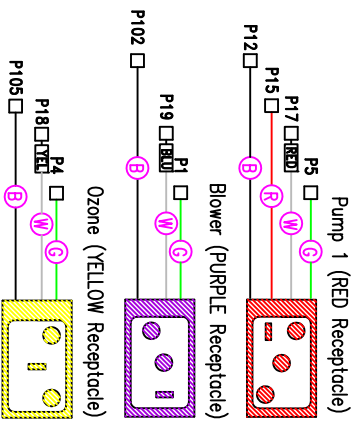 Pump 1 (RED Receptacle)
P12
P15
P17
P5
RED
B
R
W
G
Blower (PURPLE Receptacle)
P102
P19
P1
BLU
B
W
G
Ozone (YELLOW Receptacle)
P105
P18
P4
YEL
B
W
G